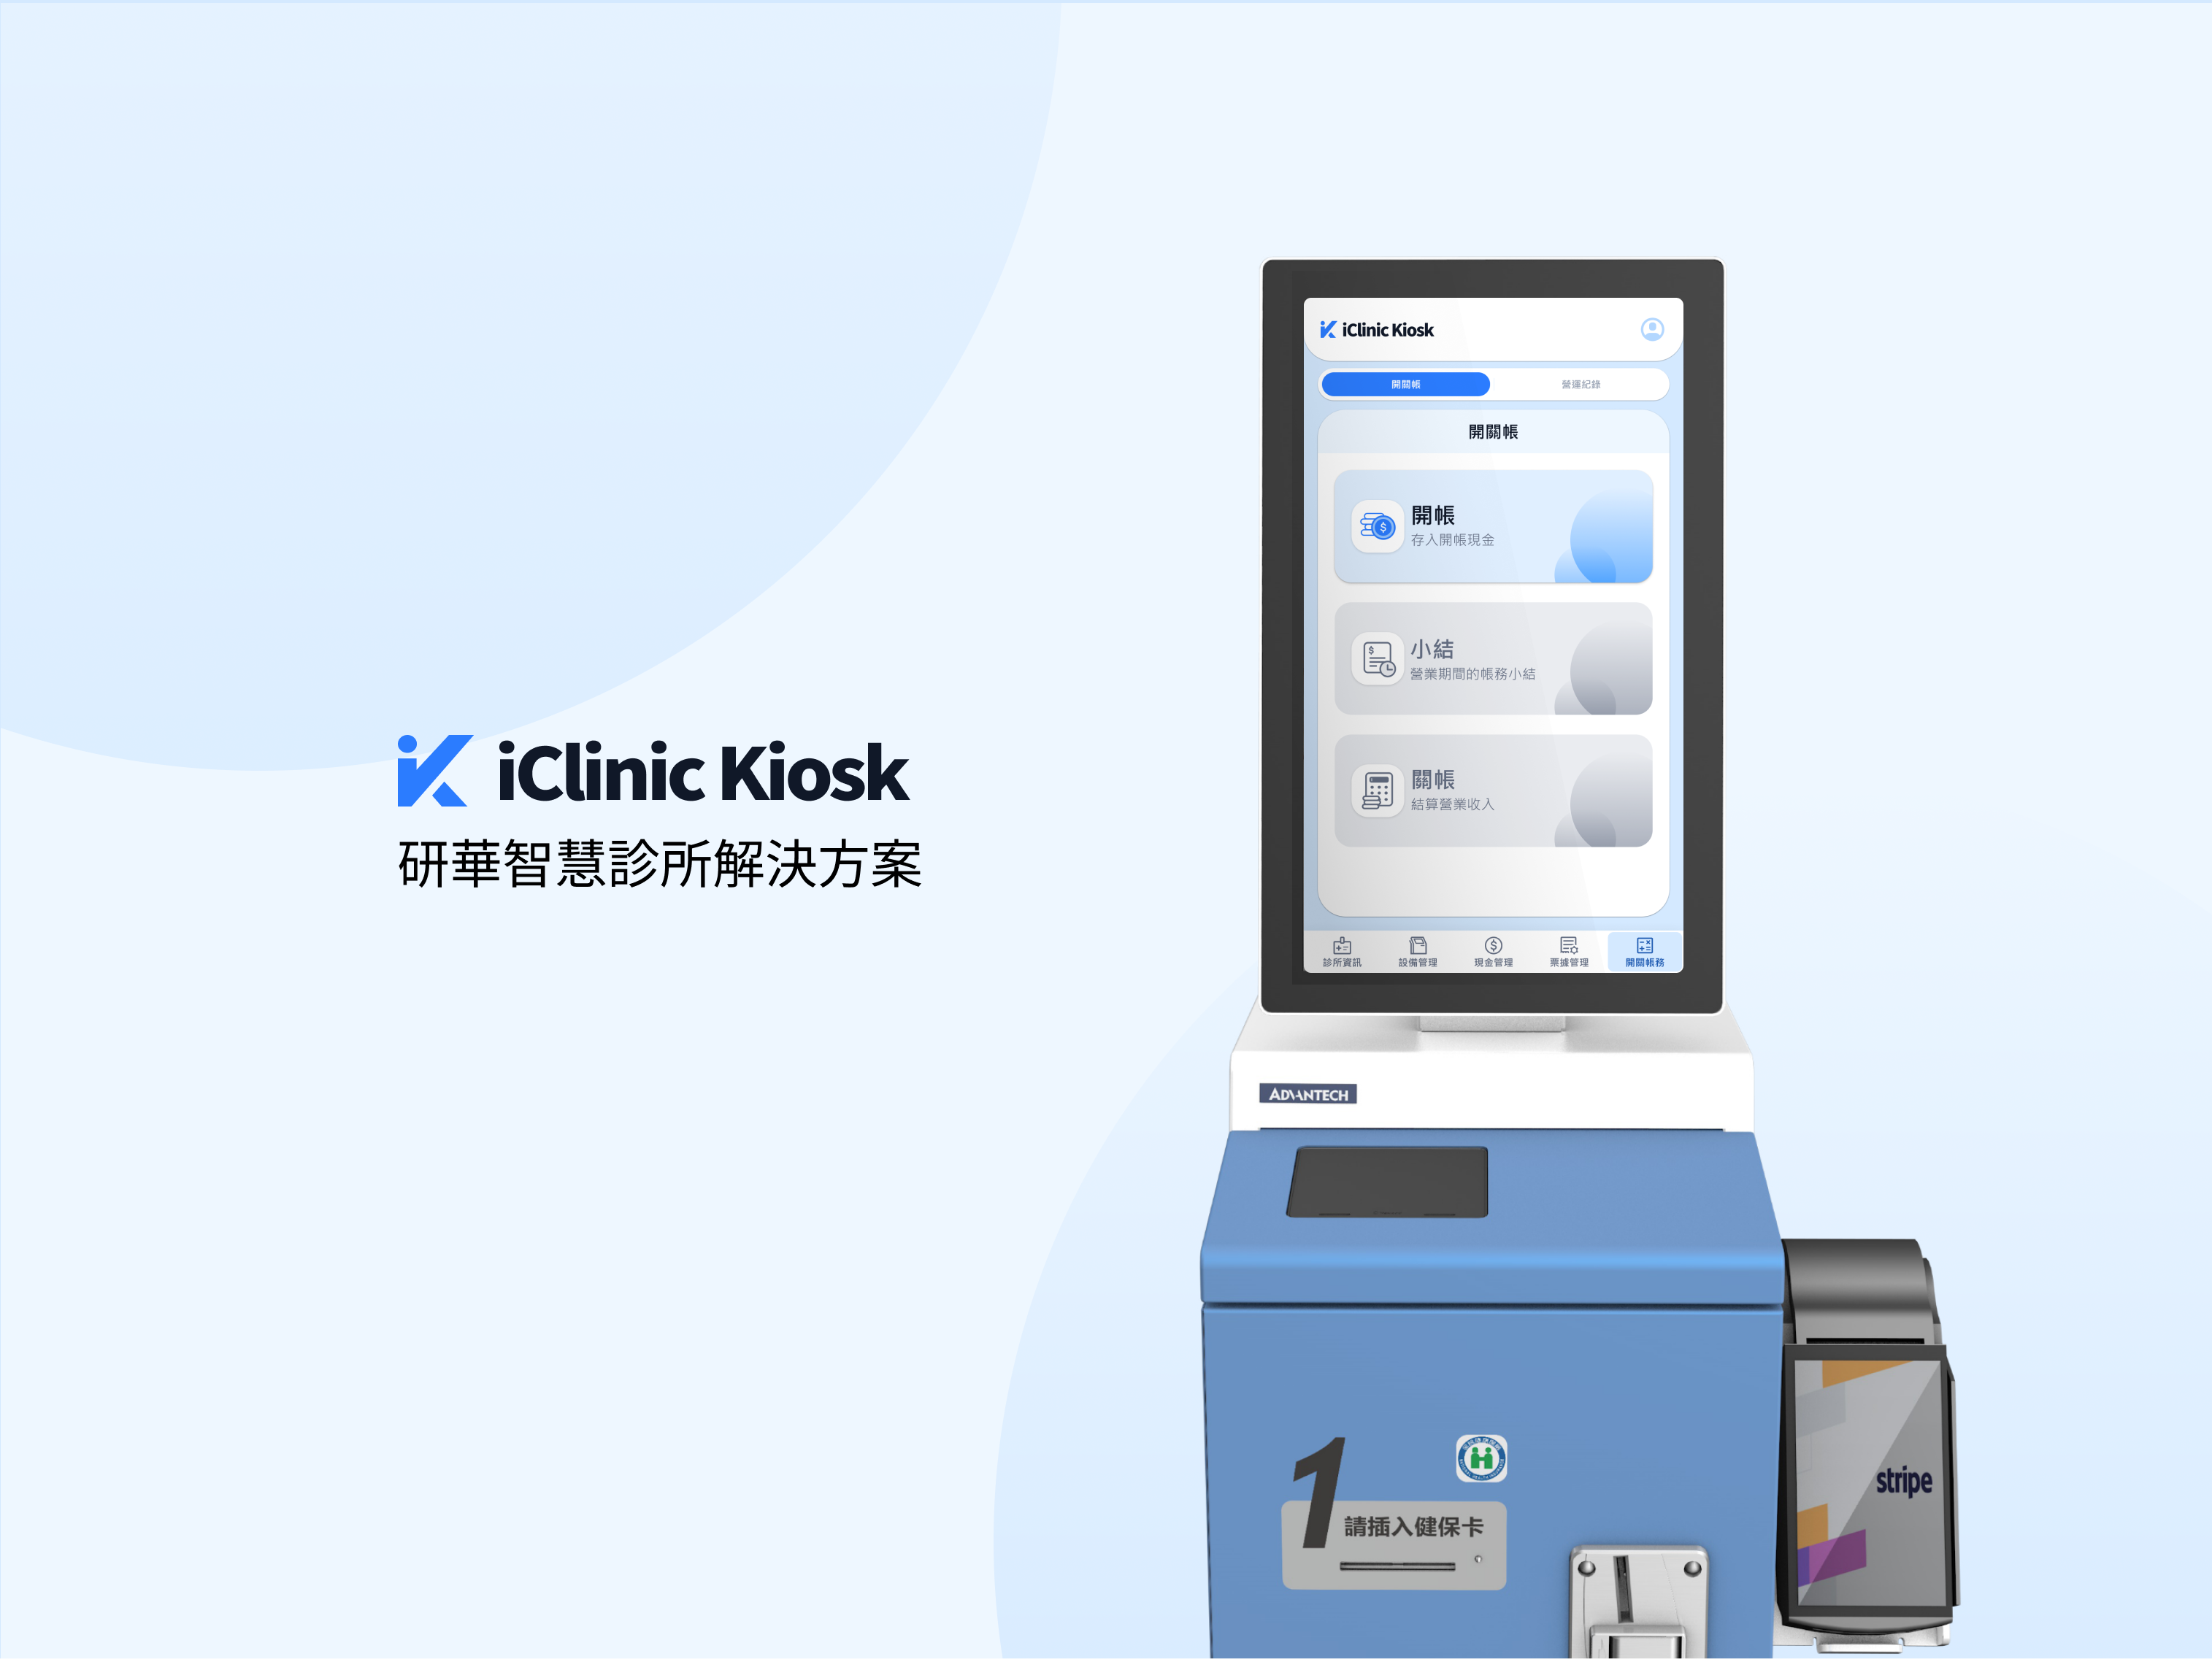 iClinic Kiosk
研華智慧診所解決方案
iClinic Kiosk
開關帳
營運紀錄
開關帳
開帳
存入開帳現金
小結
營業期間的帳務小結
關帳
結算營業收入
診所資訊
設備管理
現金管理
票據管理
開關帳務
ADVANTECH
stripe
1
請插入健保卡